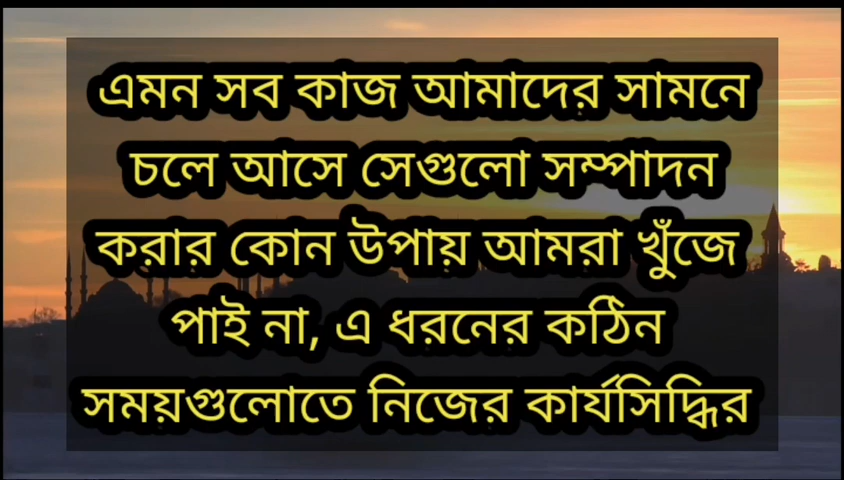 এমন সব কাজ আমাদের সামনে
চলে আসে সেগুলো সম্পাদন
করার কোন উপায় আমরা খুঁজে
পাই না, এ ধরনের কঠিন
সময়গুলোতে নিজের কার্যসিদ্ধির